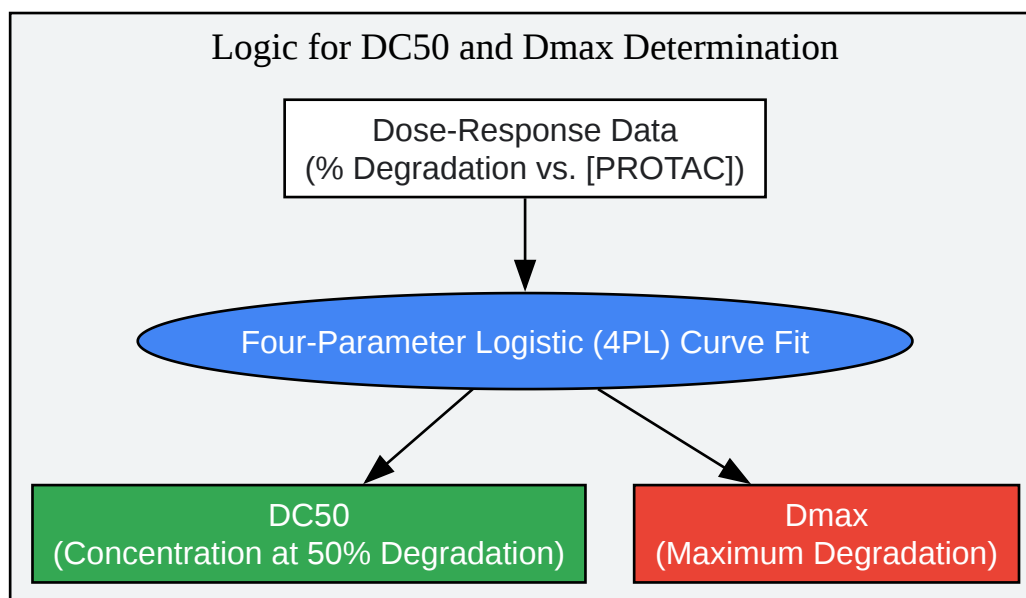 Logic for DC50 and Dmax Determination
Dose-Response Data
(% Degradation vs. [PROTAC])
Four-Parameter Logistic (4PL) Curve Fit
DC50
(Concentration at 50% Degradation)
Dmax
(Maximum Degradation)